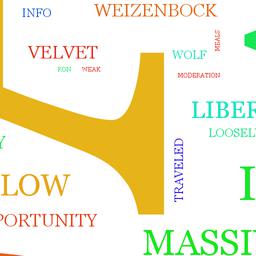 INFO
WEIZENBOCK
MEALS
VELVET
WOLF
KON
WEAK
MODERATION
LIBER
LOOSEL
TRAVELED
Y
LOW
PORTUNITY
MASSI